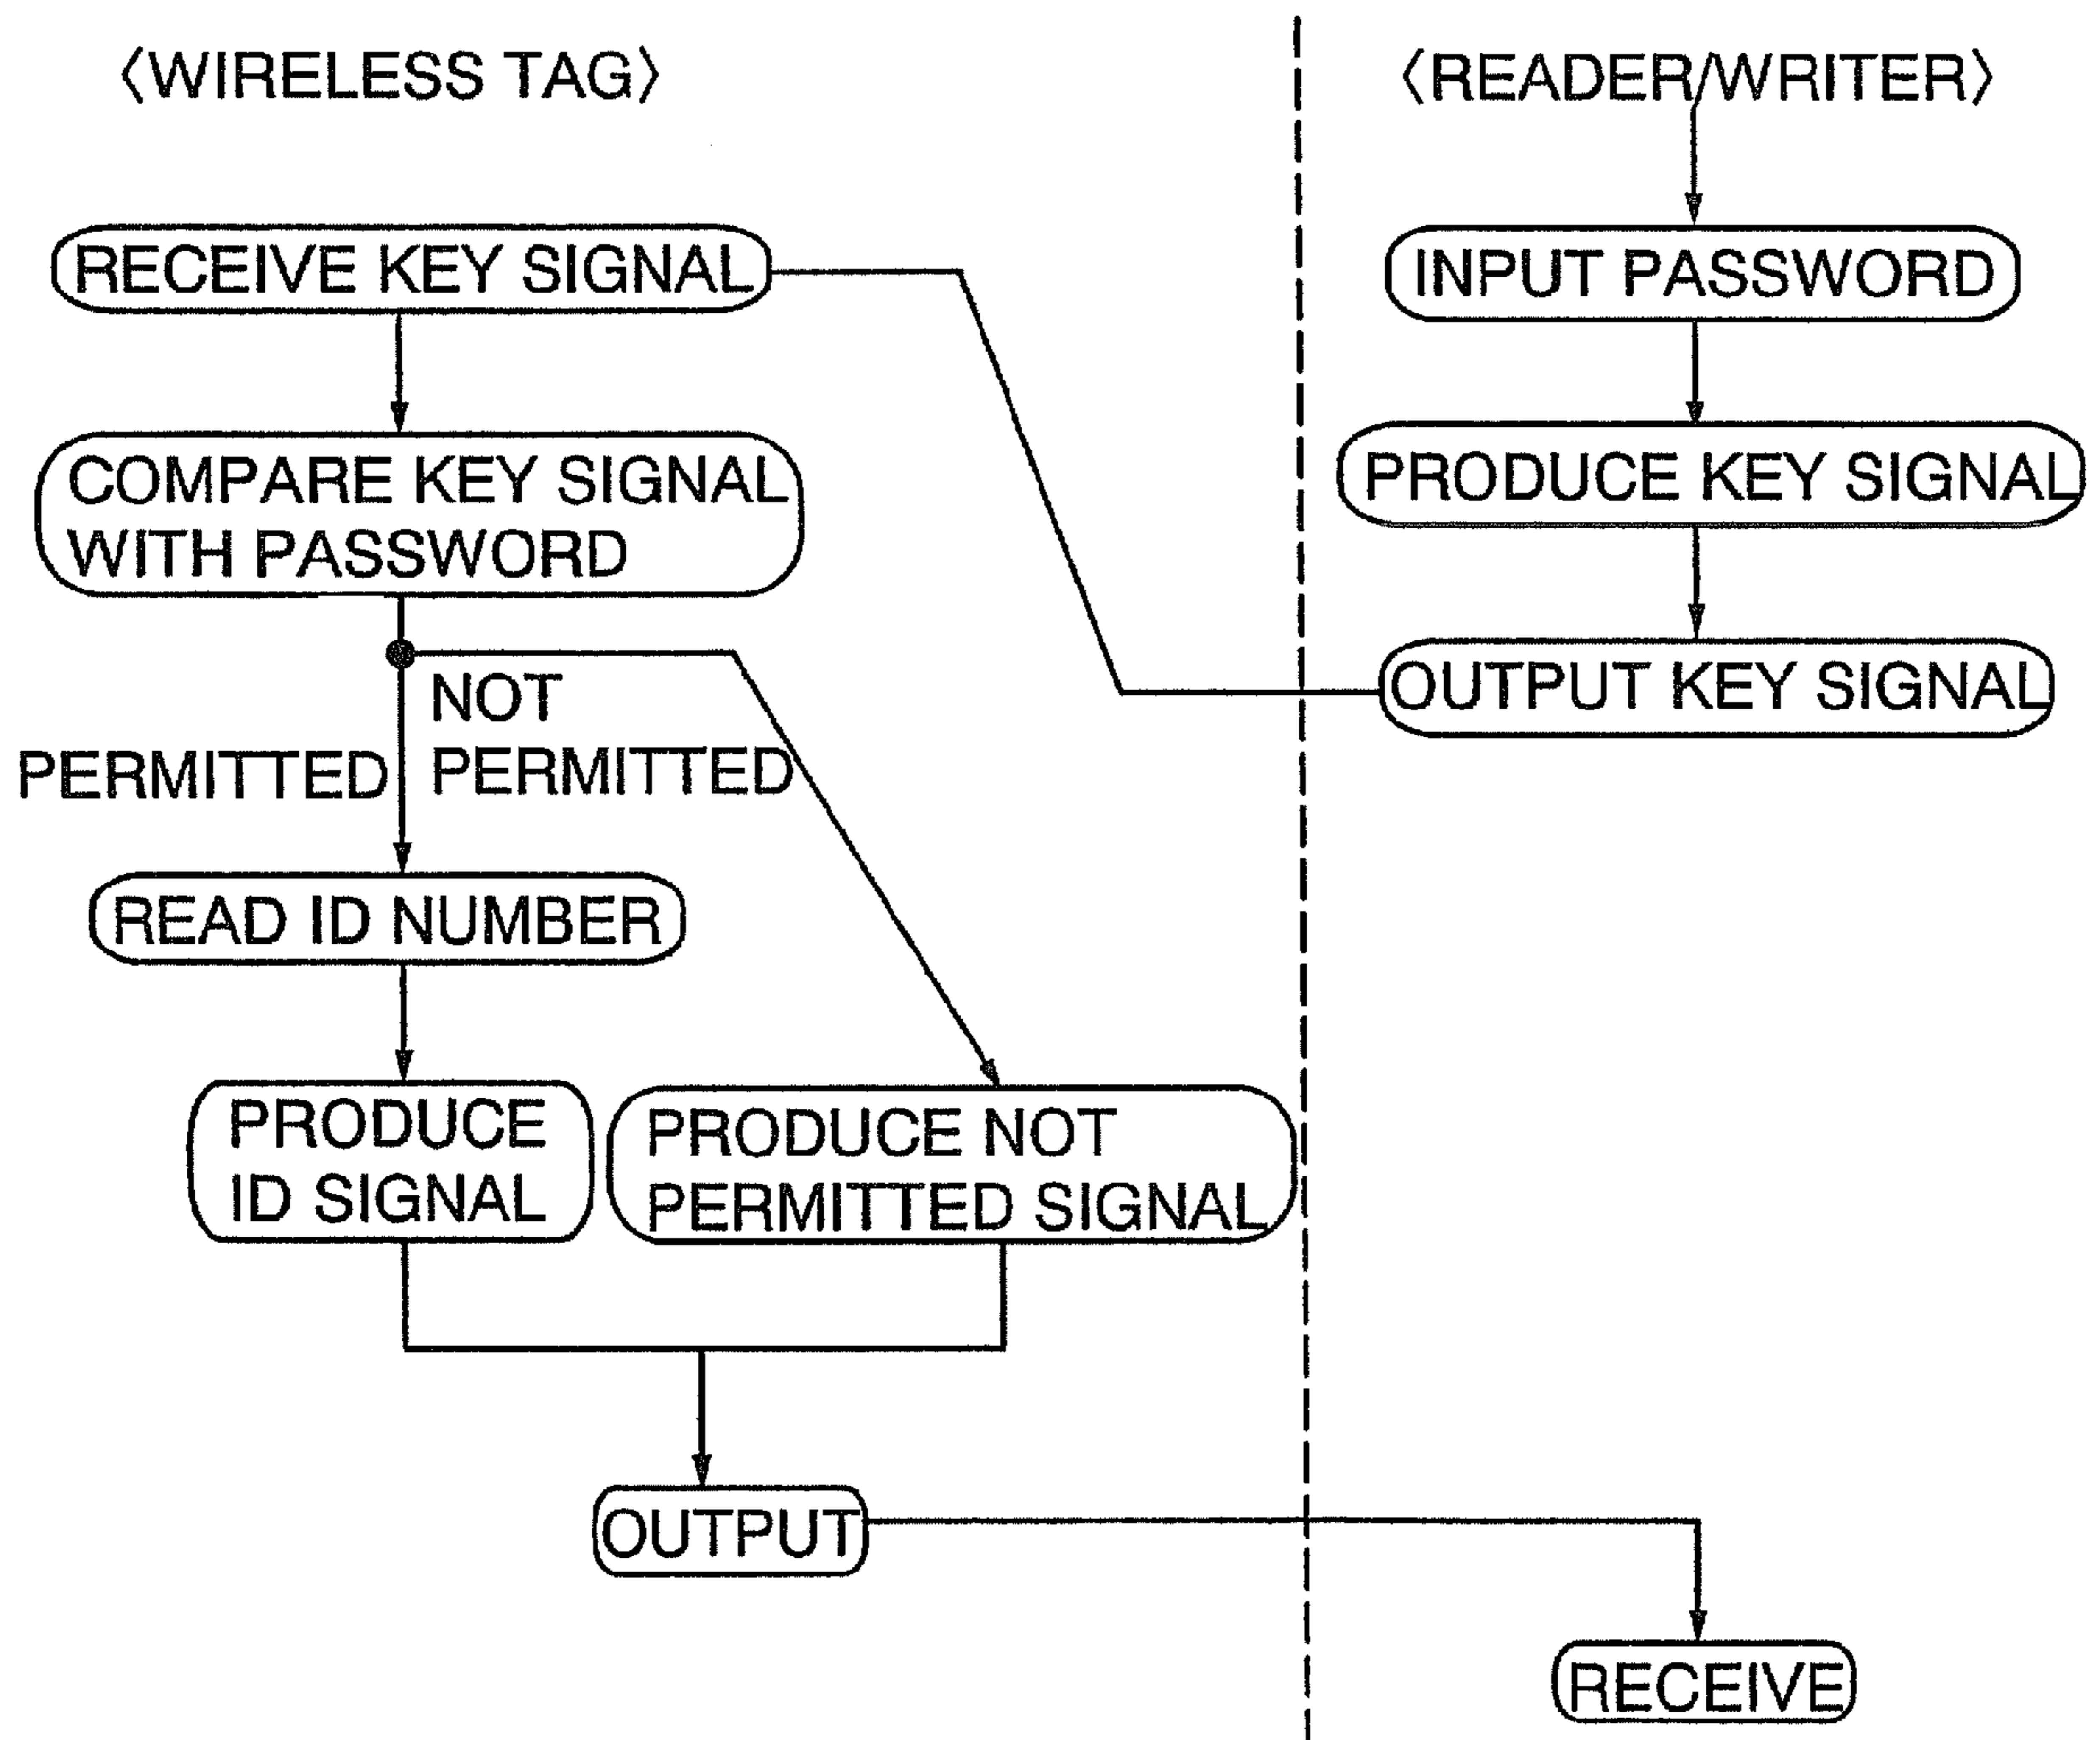 〈WIRELESS TAG〉
〈READER/WRITER〉
RECEIVE KEY SIGNAL
INPUT PASSWORD
COMPARE KEY SIGNAL
WITH PASSWORD
PRODUCE KEY SIGNAL
OUTPUT KEY SIGNAL
NOT
PERMITTED
PERMITTED
READ ID NUMBER
PRODUCE
ID SIGNAL
PRODUCE NOT
PERMITTED SIGNAL
OUTPUT
RECEIVE